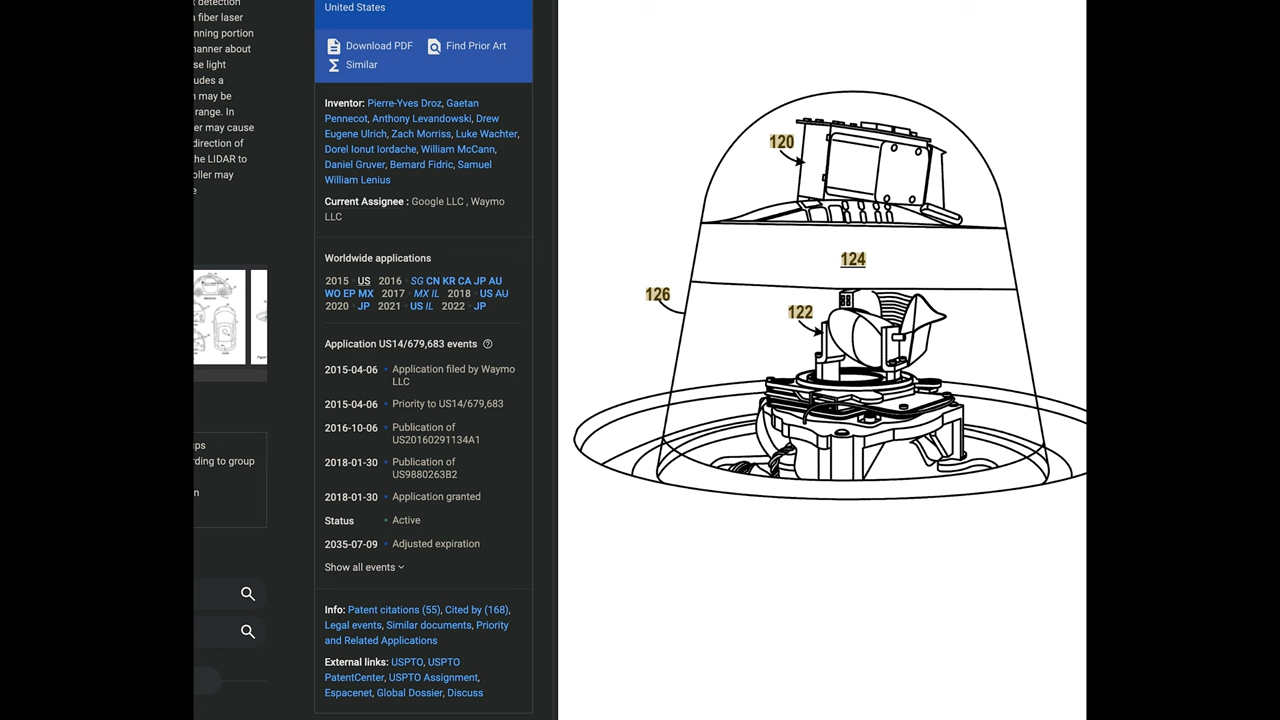 detection
fiber laser
nning portion
nanner about
se light
udes a
may be
range. In
er may cause
direction of
the LIDAR to
oller may
e
ups
ording to group
n
United States
Download PDF Find Prior Art
Similar
Inventor: Pierre-Yves Droz, Gaetan
Pennecot, Anthony Levandowski, Drew
Eugene Ulrich, Zach Morriss, Luke Wachter,
Dorel Ionut Iordache, William McCann,
Daniel Gruver, Bernard Fidric, Samuel
William Lenius
Current Assignee : Google LLC , Waymo
LLC
Worldwide applications
2015 US 2016 SG CN KR CA JP AU
WO EP MX 2017 MX IL 2018 US AU
2020 JP 2021 US IL 2022 JP
Application US14/679,683 events
2015-04-06 Application filed by Waymo
LLC
2015-04-06 Priority to US14/679,683
2016-10-06 Publication of
US20160291134A1
2018-01-30 Publication of
US9880263B2
2018-01-30 Application granted
Status Active
2035-07-09 Adjusted expiration
Show all events
Info: Patent citations (55), Cited by (168),
Legal events, Similar documents, Priority
and Related Applications
External links: USPTO, USPTO
PatentCenter, USPTO Assignment,
Espacenet, Global Dossier, Discuss
120
124
126
122